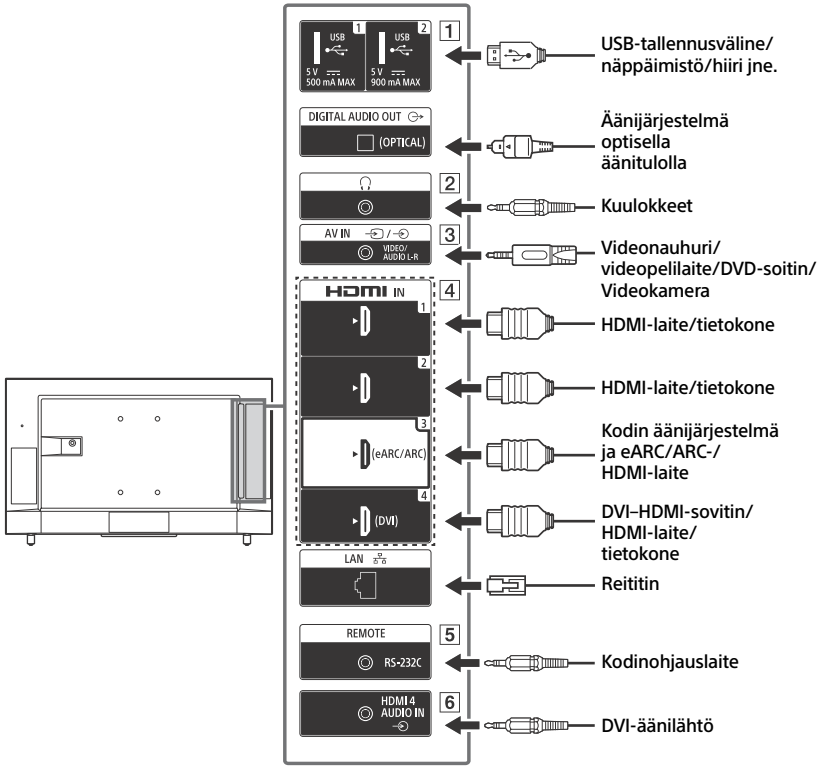 1 2 1
USB USB
5 V 5 V
500 mA MAX 900 mA MAX
USB-tallennusväline/
näppäimistö/hiiri jne.
DIGITAL AUDIO OUT
(OPTICAL)
Äänijärjestelmä
optisella
äänitulolla
2
Kuulokkeet
AV IN / 3
VIDEO/
AUDIO L-R
Videonauhuri/
videopelilaite/DVD-soitin/
Videokamera
HDMI IN 4
1
HDMI-laite/tietokone
2
HDMI-laite/tietokone
3
(eARC/ARC)
Kodin äänijärjestelmä
ja eARC/ARC-/
HDMI-laite
4
(DVI)
DVI–HDMI-sovitin/
HDMI-laite/
tietokone
LAN
Reititin
REMOTE 5
RS-232C
Kodinohjauslaite
HDMI 4 6
AUDIO IN
DVI-äänilähtö